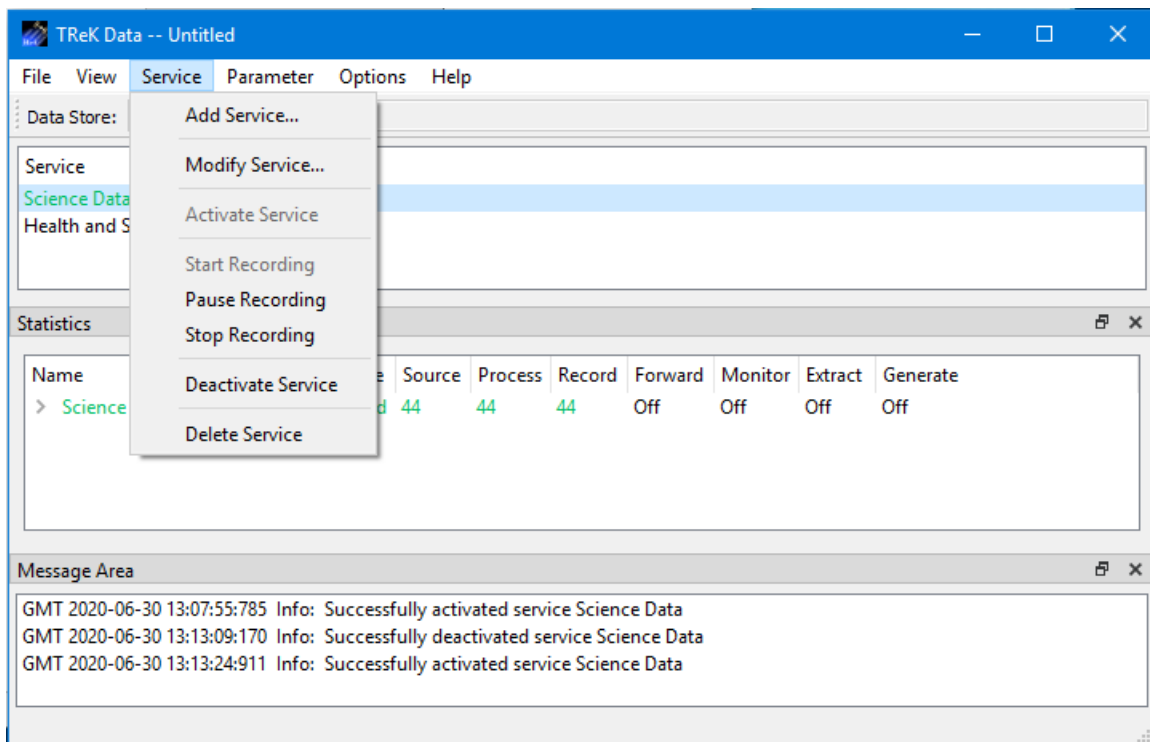 TReK Data -- Untitled
File View Service Parameter Options Help
Data Store:
Add Service...
Modify Service...
Activate Service
Start Recording
Pause Recording
Stop Recording
Deactivate Service
Delete Service
Service
Science Data
Health and S
Statistics
Name e Source Process Record Forward Monitor Extract Generate
Science d 44 44 44 Off Off Off Off
Message Area
GMT 2020-06-30 13:07:55:785 Info: Successfully activated service Science Data
GMT 2020-06-30 13:13:09:170 Info: Successfully deactivated service Science Data
GMT 2020-06-30 13:13:24:911 Info: Successfully activated service Science Data